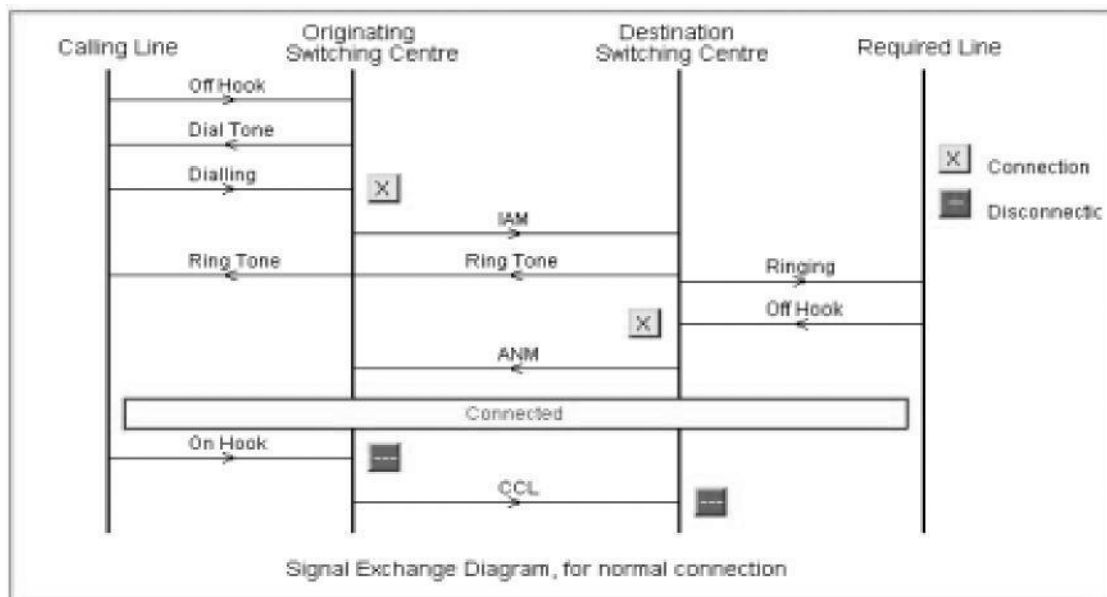 Calling Line
Originating
Switching Centre
Destination
Switching Centre
Required Line
Off Hook
Dial Tone
Dialling
X
X Connection
Disconnectic
IAM
Ring Tone
Ring Tone
Ringing
Off Hook
X
ANM
Connected
On Hook
CCL
Signal Exchange Diagram, for normal connection